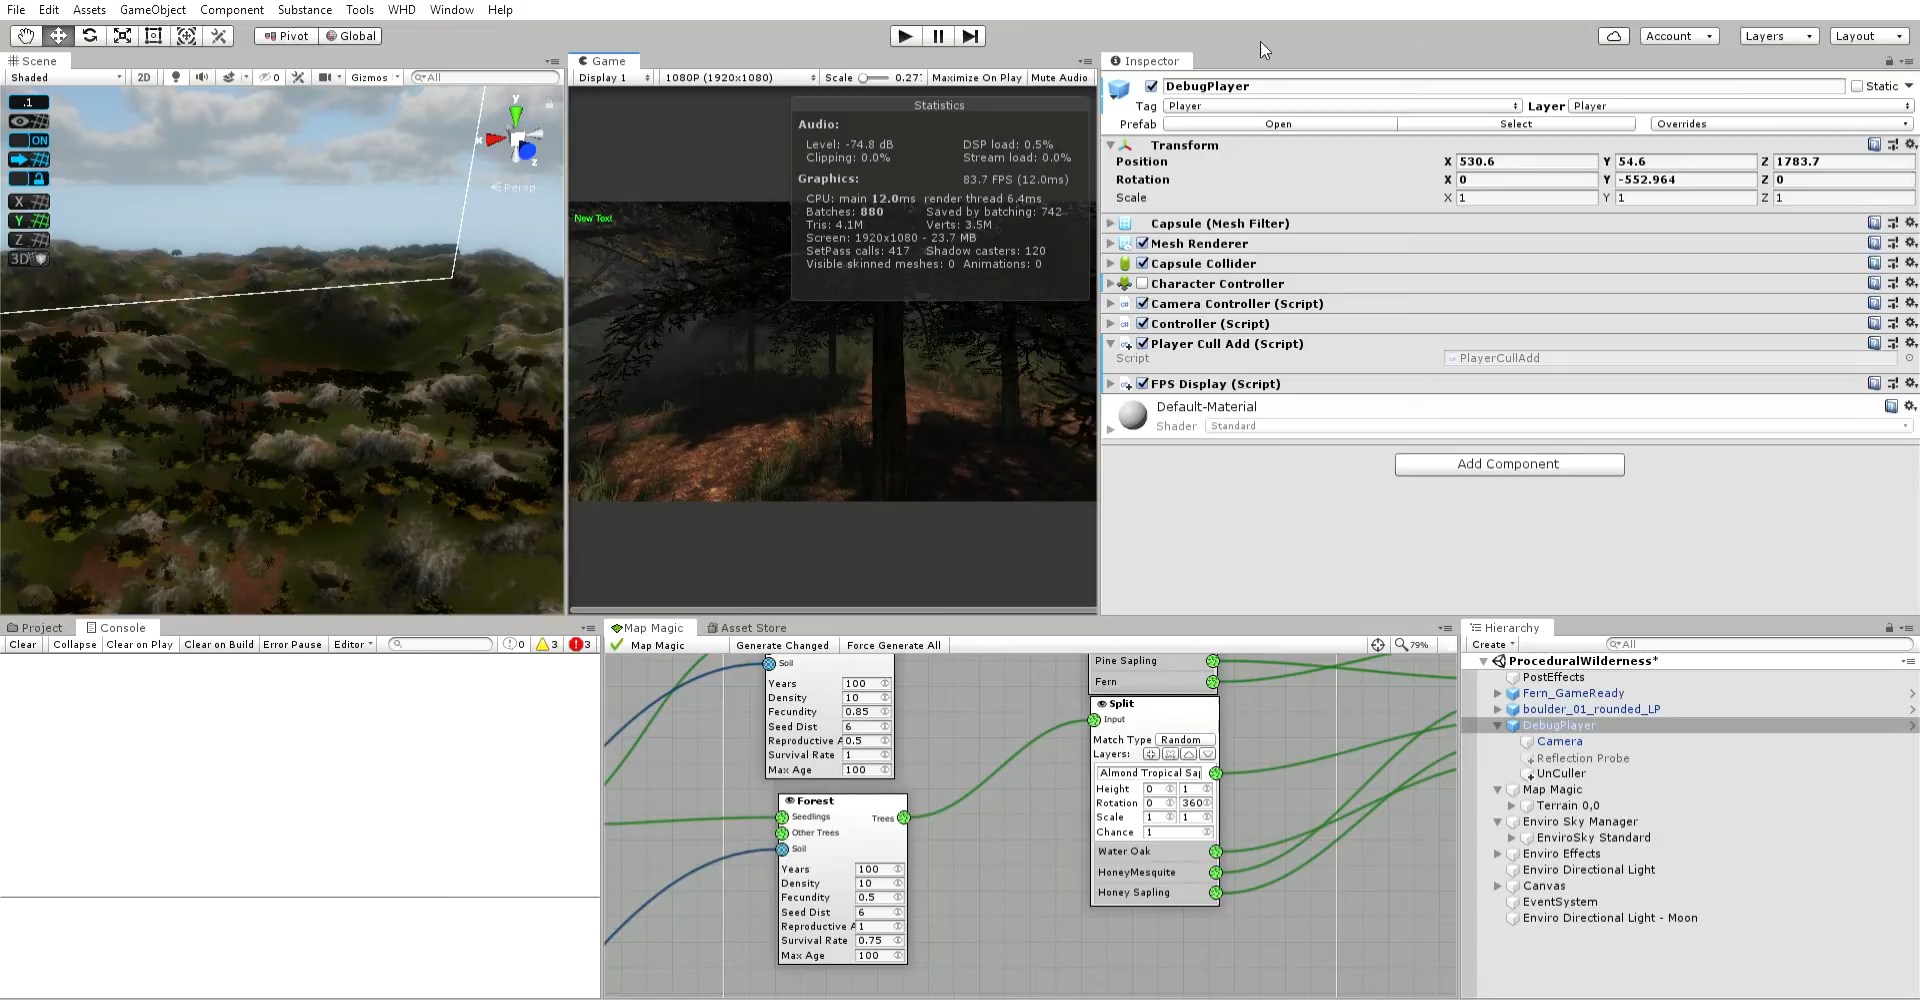 File Edit Assets GameObject Component Substance Tools WHD Window Help
Pivot Global Account Layers Layout
Scene
Shaded 2D 0 Gizmos All
.1
ON
X
Y
Z
3D
y
x
z
Persp
Game
Display 1 1080P (1920x1080) Scale 0.27: Maximize On Play Mute Audio
New Text
Statistics
Audio:
Level: -74.8 dB DSP load: 0.5%
Clipping: 0.0% Stream load: 0.0%
Graphics: 83.7 FPS (12.0ms)
CPU: main 12.0ms render thread 6.4ms
Batches: 880 Saved by batching: 742
Tris: 4.1M Verts: 3.5M
Screen: 1920x1080 - 23.7 MB
SetPass calls: 417 Shadow casters: 120
Visible skinned meshes: 0 Animations: 0
Inspector
DebugPlayer Static
Tag Player Layer Player
Prefab Open Select Overrides
Transform
Position X 530.6 Y 54.6 Z 1783.7
Rotation X 0 Y -552.964 Z 0
Scale X 1 Y 1 Z 1
Capsule (Mesh Filter)
Mesh Renderer
Capsule Collider
Character Controller
Camera Controller (Script)
Controller (Script)
Player Cull Add (Script)
Script PlayerCullAdd
FPS Display (Script)
Default-Material
Shader Standard
Add Component
Project Console
Clear Collapse Clear on Play Clear on Build Error Pause Editor 0 3 3
Map Magic Asset Store
Map Magic Generate Changed Force Generate All 79%
Soil
Years 100
Density 10
Fecundity 0.85
Seed Dist 6
Reproductive A 0.5
Survival Rate 1
Max Age 100
Forest
Seedlings Trees
Other Trees
Soil
Years 100
Density 10
Fecundity 0.5
Seed Dist 6
Reproductive A 1
Survival Rate 0.75
Max Age 100
Pine Sapling
Fern
Split
Input
Match Type Random
Layers:
Almond Tropical Sap
Height 0 1
Rotation 0 360
Scale 1 1
Chance 1
Water Oak
HoneyMesquite
Honey Sapling
Hierarchy
Create All
ProceduralWilderness*
PostEffects
Fern_GameReady
boulder_01_rounded_LP
DebugPlayer
Camera
Reflection Probe
UnCuller
Map Magic
Terrain 0,0
Enviro Sky Manager
EnviroSky Standard
Enviro Effects
Enviro Directional Light
Canvas
EventSystem
Enviro Directional Light - Moon